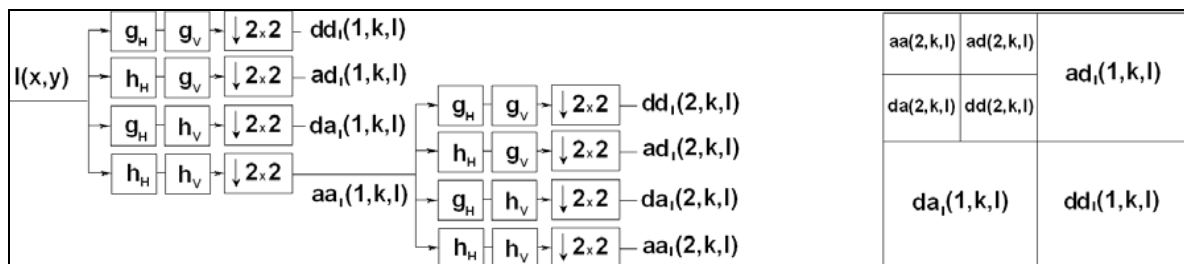 I(x,y)
g_H g_V ↓2x2 dd_I(1,k,l)
h_H g_V ↓2x2 ad_I(1,k,l)
g_H h_V ↓2x2 da_I(1,k,l)
h_H h_V ↓2x2 aa_I(1,k,l)
g_H g_V ↓2x2 dd_I(2,k,l)
h_H g_V ↓2x2 ad_I(2,k,l)
g_H h_V ↓2x2 da_I(2,k,l)
h_H h_V ↓2x2 aa_I(2,k,l)
aa(2,k,l) ad(2,k,l)
da(2,k,l) dd(2,k,l)
ad_I(1,k,l)
da_I(1,k,l) dd_I(1,k,l)